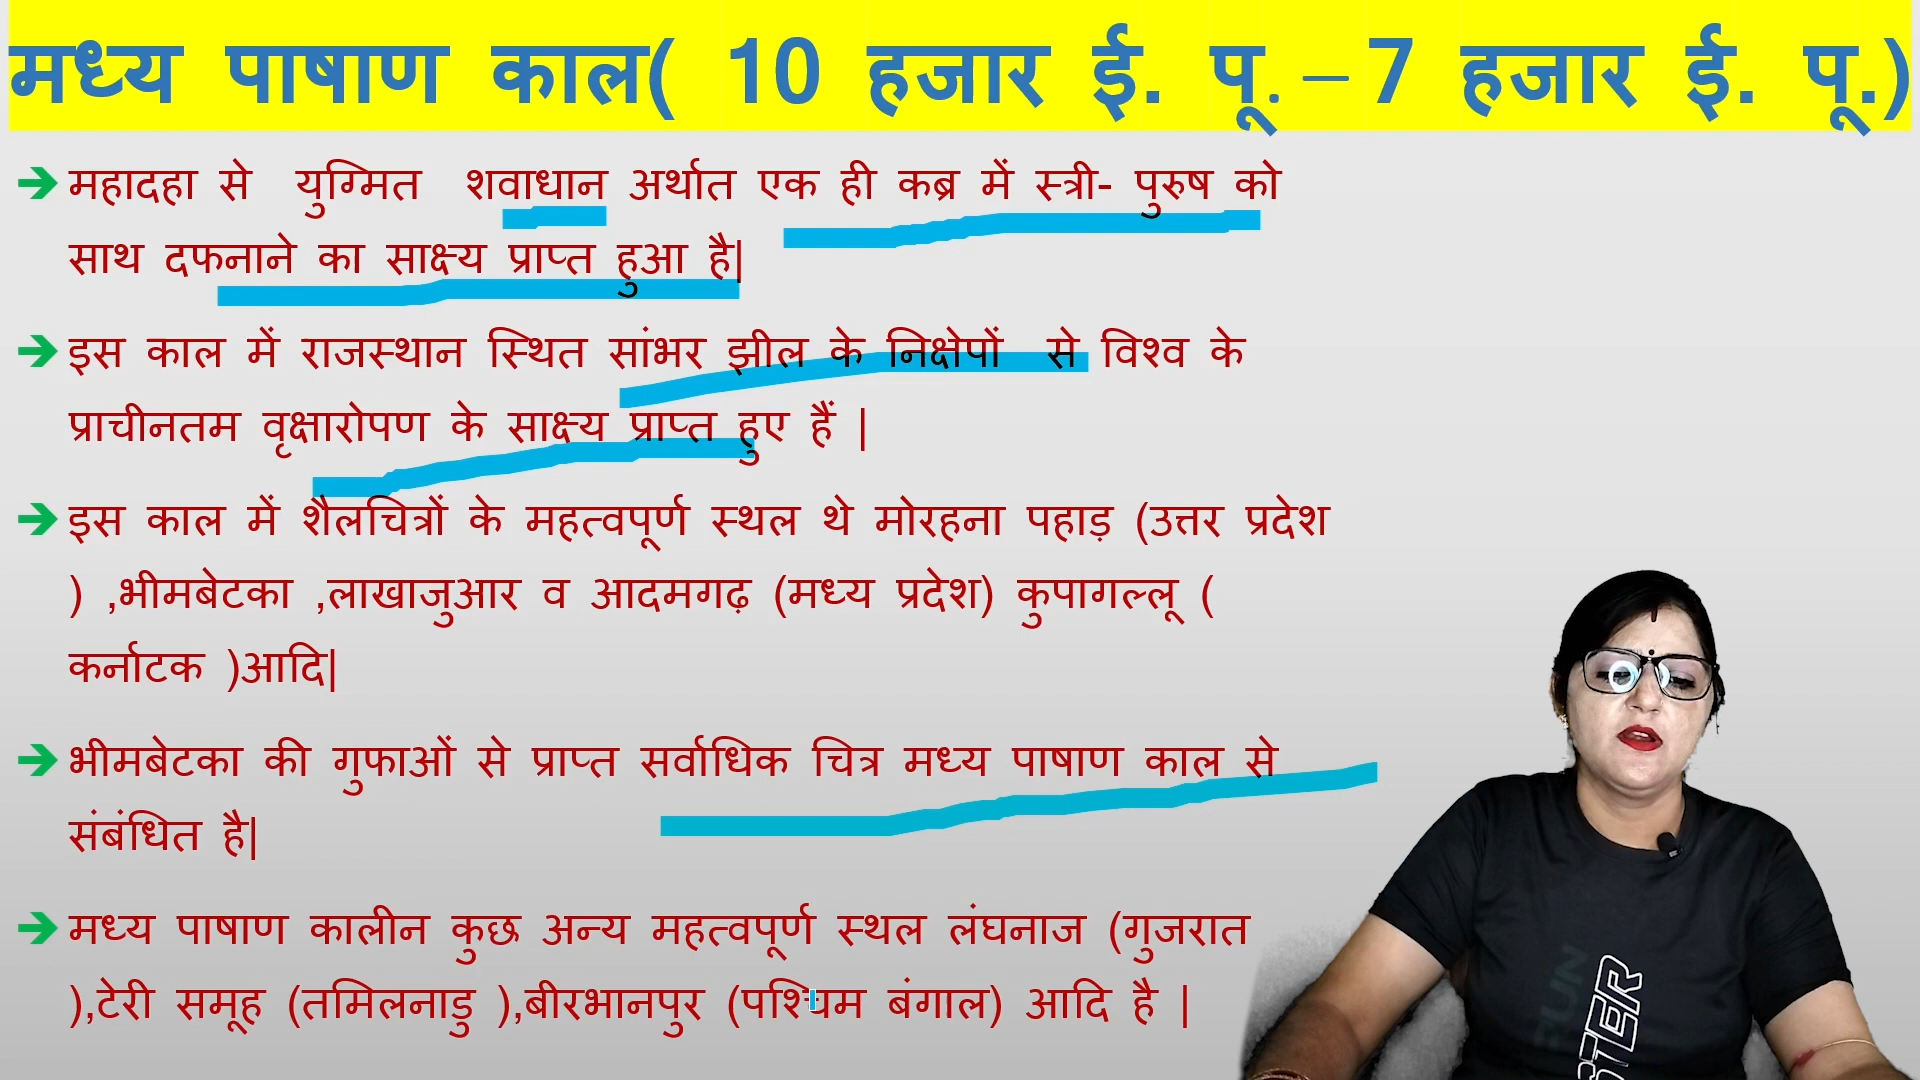 मध्य पाषाण काल( 10 हजार ई. पू. – 7 हजार ई. पू.)
➔ महादहा से युग्मित शवाधान अर्थात एक ही कब्र में स्त्री- पुरुष को
साथ दफनाने का साक्ष्य प्राप्त हुआ है|
➔ इस काल में राजस्थान स्थित सांभर झील के निक्षेपों से विश्व के
प्राचीनतम वृक्षारोपण के साक्ष्य प्राप्त हुए हैं |
➔ इस काल में शैलचित्रों के महत्वपूर्ण स्थल थे मोरहना पहाड़ (उत्तर प्रदेश
) ,भीमबेटका ,लाखाजुआर व आदमगढ़ (मध्य प्रदेश) कुपागल्लू (
कर्नाटक )आदि|
➔ भीमबेटका की गुफाओं से प्राप्त सर्वाधिक चित्र मध्य पाषाण काल से
संबंधित है|
➔ मध्य पाषाण कालीन कुछ अन्य महत्वपूर्ण स्थल लंघनाज (गुजरात
),टेरी समूह (तमिलनाडु ),बीरभानपुर (पश्चिम बंगाल) आदि है |
RUN
STER